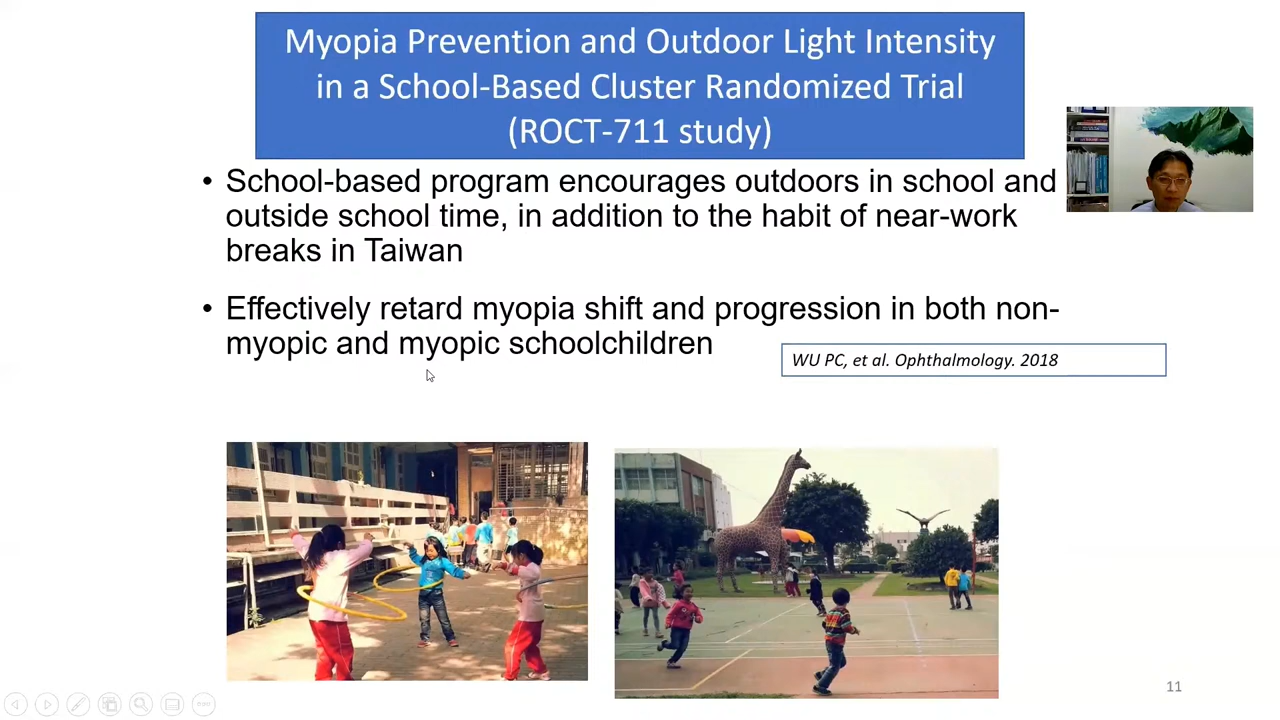 Myopia Prevention and Outdoor Light Intensity
in a School-Based Cluster Randomized Trial
(ROCT-711 study)
• School-based program encourages outdoors in school and
outside school time, in addition to the habit of near-work
breaks in Taiwan
• Effectively retard myopia shift and progression in both non-
myopic and myopic schoolchildren
WU PC, et al. Ophthalmology. 2018
11